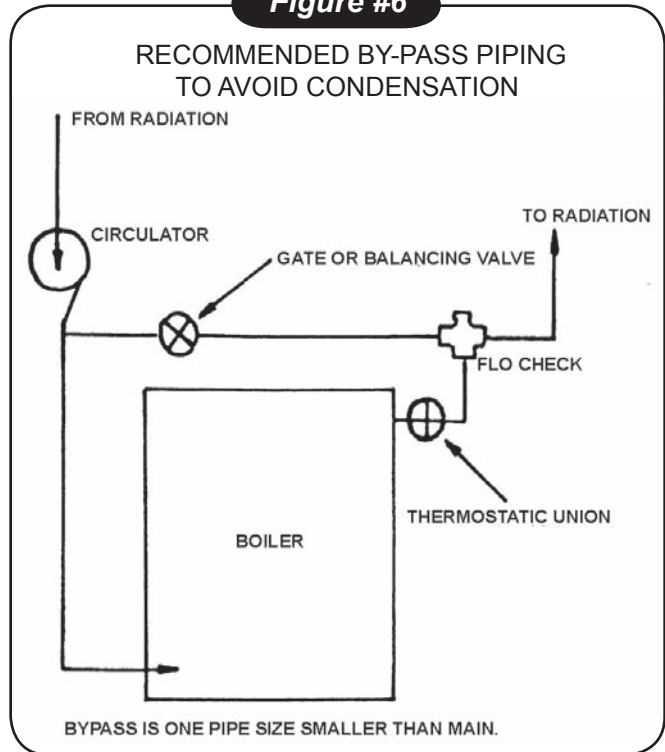 Figure #6
RECOMMENDED BY-PASS PIPING
TO AVOID CONDENSATION
FROM RADIATION
TO RADIATION
CIRCULATOR
GATE OR BALANCING VALVE
FLO CHECK
THERMOSTATIC UNION
BOILER
BYPASS IS ONE PIPE SIZE SMALLER THAN MAIN.